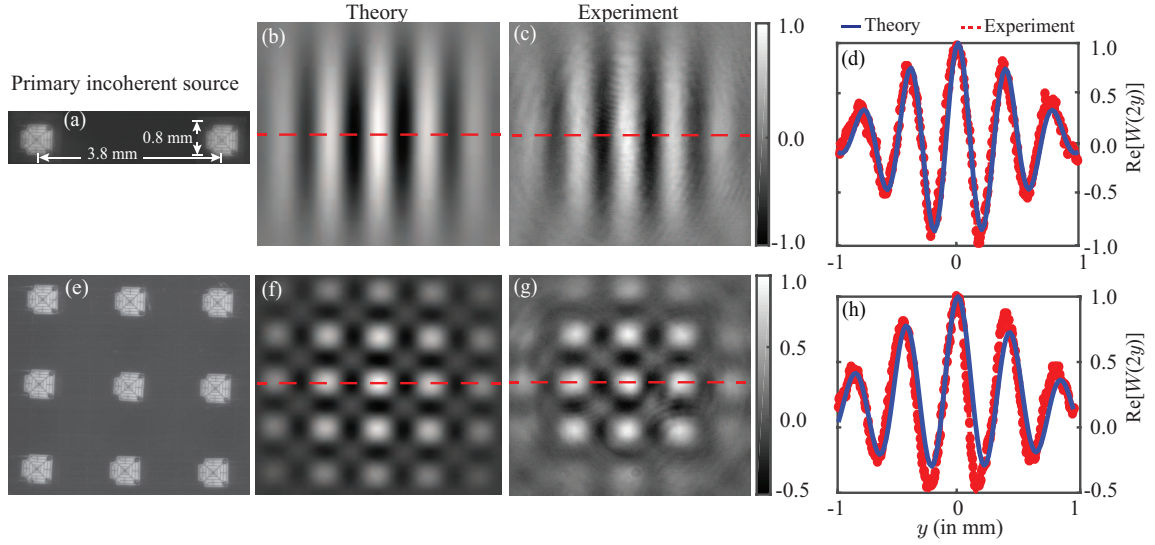 Theory
Experiment
Primary incoherent source
(a)
0.8 mm
3.8 mm
(b)
(c)
1.0
0.0
-1.0
Theory
Experiment
(d)
1.0
0.5
0.0
-0.5
-1.0
Re[W(2y)]
-1
0
1
(e)
(f)
(g)
1.0
0.5
0.0
-0.5
(h)
1.0
0.5
0.0
-0.5
Re[W(2y)]
-1
0
1
y (in mm)